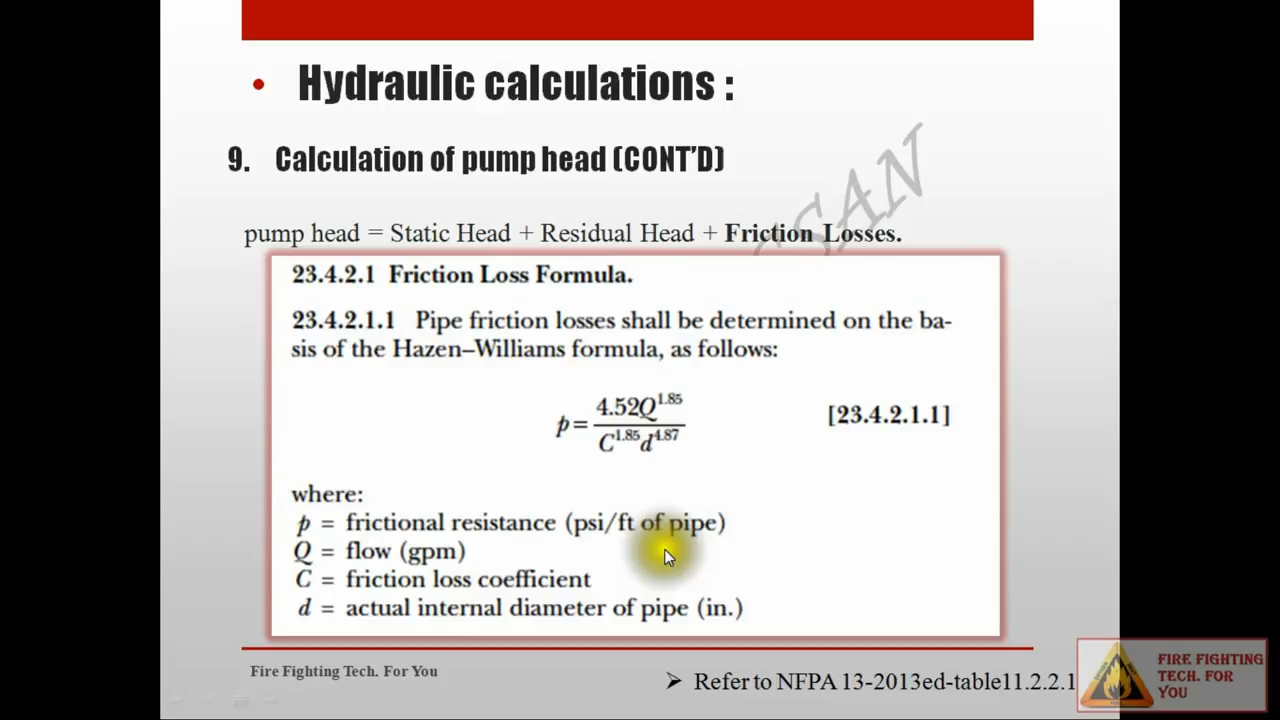 • Hydraulic calculations :
9. Calculation of pump head (CONT'D)
pump head = Static Head + Residual Head + Friction Losses.
23.4.2.1 Friction Loss Formula.
23.4.2.1.1 Pipe friction losses shall be determined on the ba-
sis of the Hazen–Williams formula, as follows:
p = 4.52Q^1.85 / C^1.85 d^4.87 [23.4.2.1.1]
where:
p = frictional resistance (psi/ft of pipe)
Q = flow (gpm)
C = friction loss coefficient
d = actual internal diameter of pipe (in.)
Fire Fighting Tech. For You
➢ Refer to NFPA 13-2013ed-table11.2.2.1
FIRE FIGHTING
TECH. FOR
YOU